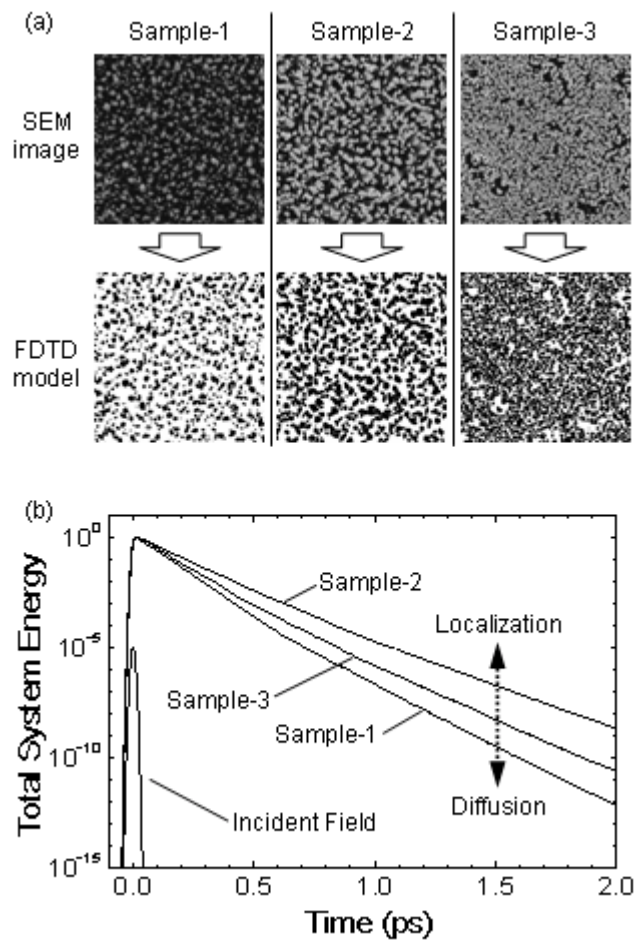 (a)
Sample-1 Sample-2 Sample-3
SEM
image
FDTD
model
(b)
Total System Energy
10⁰
10⁻⁵
10⁻¹⁰
10⁻¹⁵
Sample-2
Localization
Sample-3
Sample-1
Diffusion
Incident Field
0.0 0.5 1.0 1.5 2.0
Time (ps)